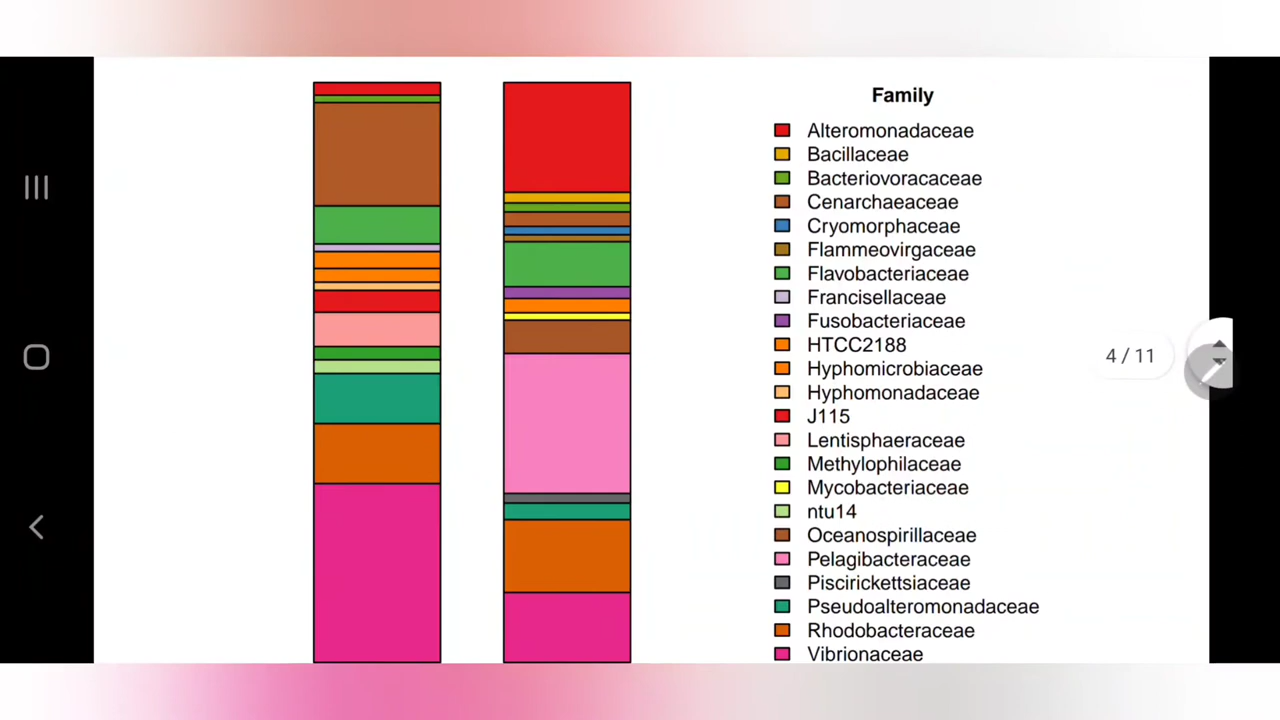 Family
Alteromonadaceae
Bacillaceae
Bacteriovoracaceae
Cenarchaeaceae
Cryomorphaceae
Flammeovirgaceae
Flavobacteriaceae
Francisellaceae
Fusobacteriaceae
HTCC2188
Hyphomicrobiaceae
Hyphomonadaceae
J115
Lentisphaeraceae
Methylophilaceae
Mycobacteriaceae
ntu14
Oceanospirillaceae
Pelagibacteraceae
Piscirickettsiaceae
Pseudoalteromonadaceae
Rhodobacteraceae
Vibrionaceae
4 / 11